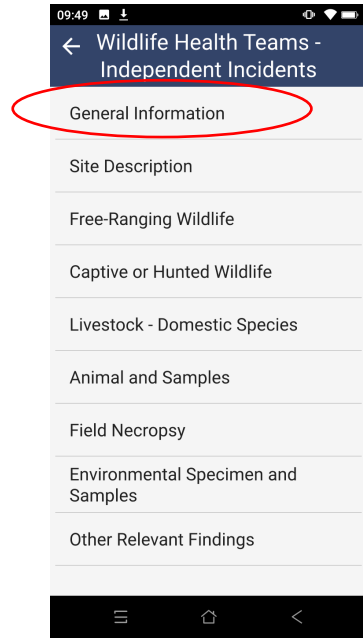 09:49
Wildlife Health Teams -
Independent Incidents
General Information
Site Description
Free-Ranging Wildlife
Captive or Hunted Wildlife
Livestock - Domestic Species
Animal and Samples
Field Necropsy
Environmental Specimen and
Samples
Other Relevant Findings